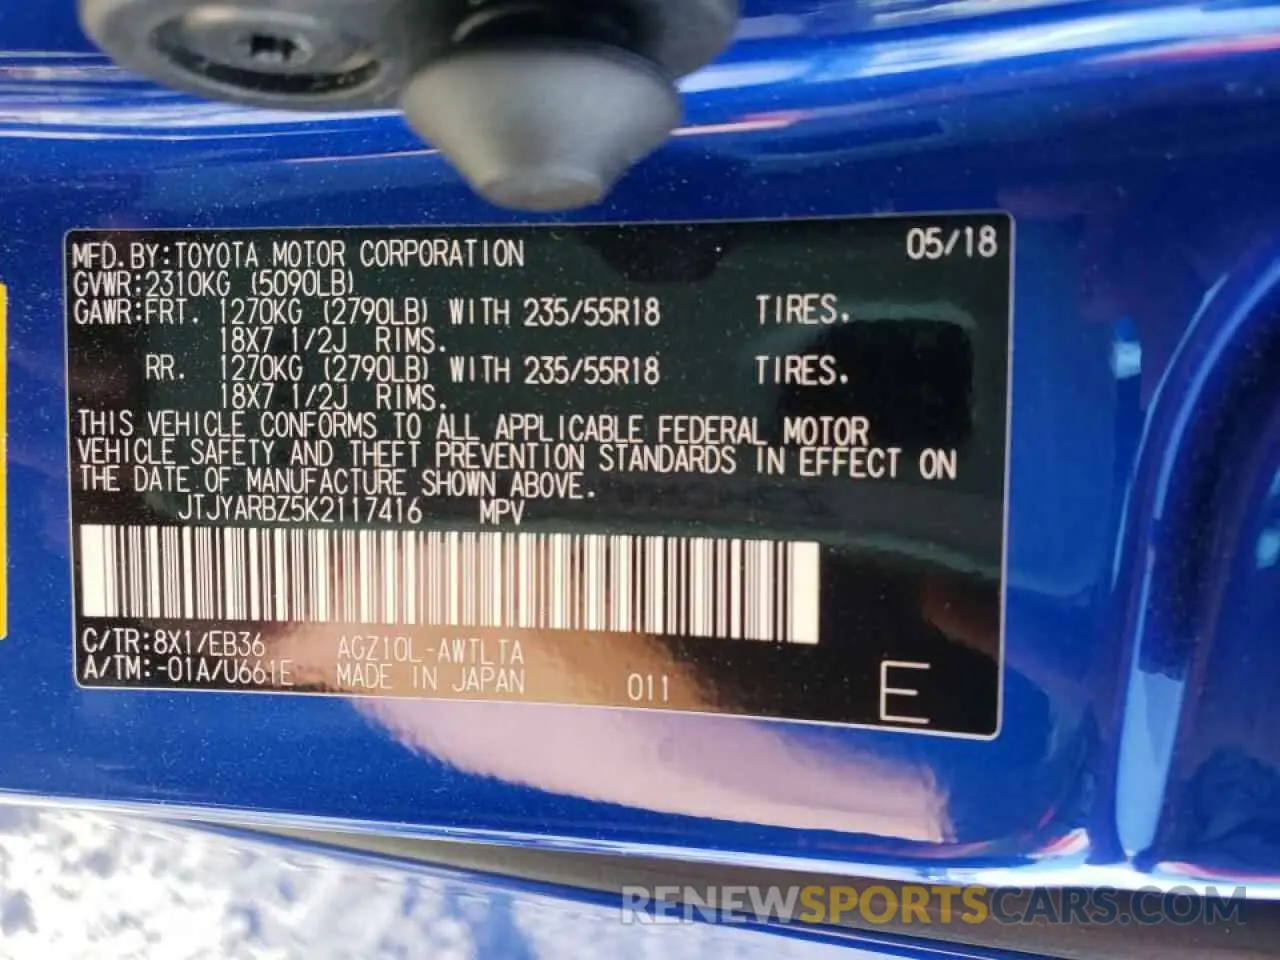 MFD.BY:TOYOTA MOTOR CORPORATION 05/18
GVWR:2310KG (5090LB)
GAWR:FRT. 1270KG (2790LB) WITH 235/55R18 TIRES.
18X7 1/2J RIMS.
RR. 1270KG (2790LB) WITH 235/55R18 TIRES.
18X7 1/2J RIMS.
THIS VEHICLE CONFORMS TO ALL APPLICABLE FEDERAL MOTOR
VEHICLE SAFETY AND THEFT PREVENTION STANDARDS IN EFFECT ON
THE DATE OF MANUFACTURE SHOWN ABOVE.
JTJYARBZ5K2117416 MPV
C/TR:8X1/EB36 AGZ10L-AWTLTA
A/TM:-01A/U661E MADE IN JAPAN 011 E
RENEWSPORTSCARS.COM